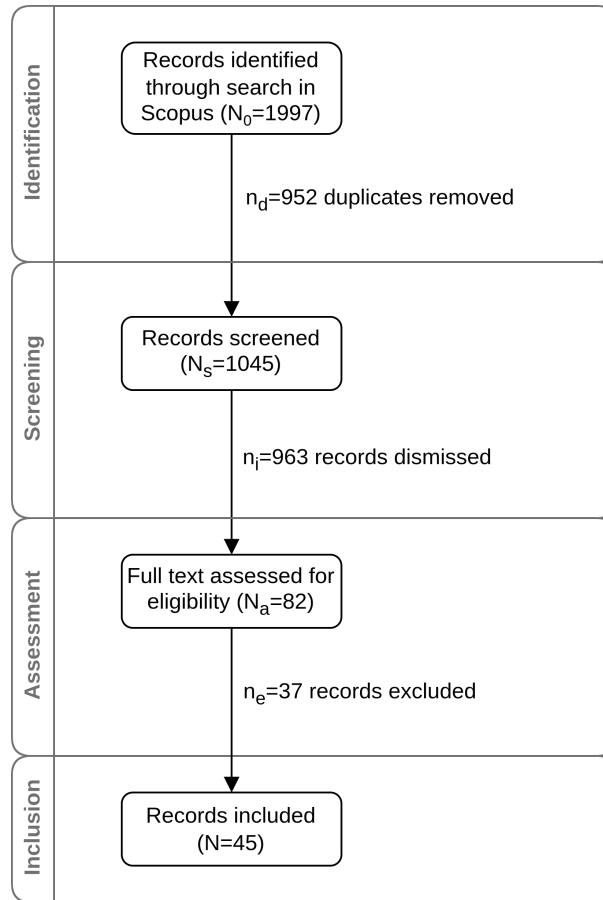 Identification
Records identified
through search in
Scopus (N₀=1997)
n_d=952 duplicates removed
Screening
Records screened
(Nₛ=1045)
nᵢ=963 records dismissed
Assessment
Full text assessed for
eligibility (Nₐ=82)
nₑ=37 records excluded
Inclusion
Records included
(N=45)